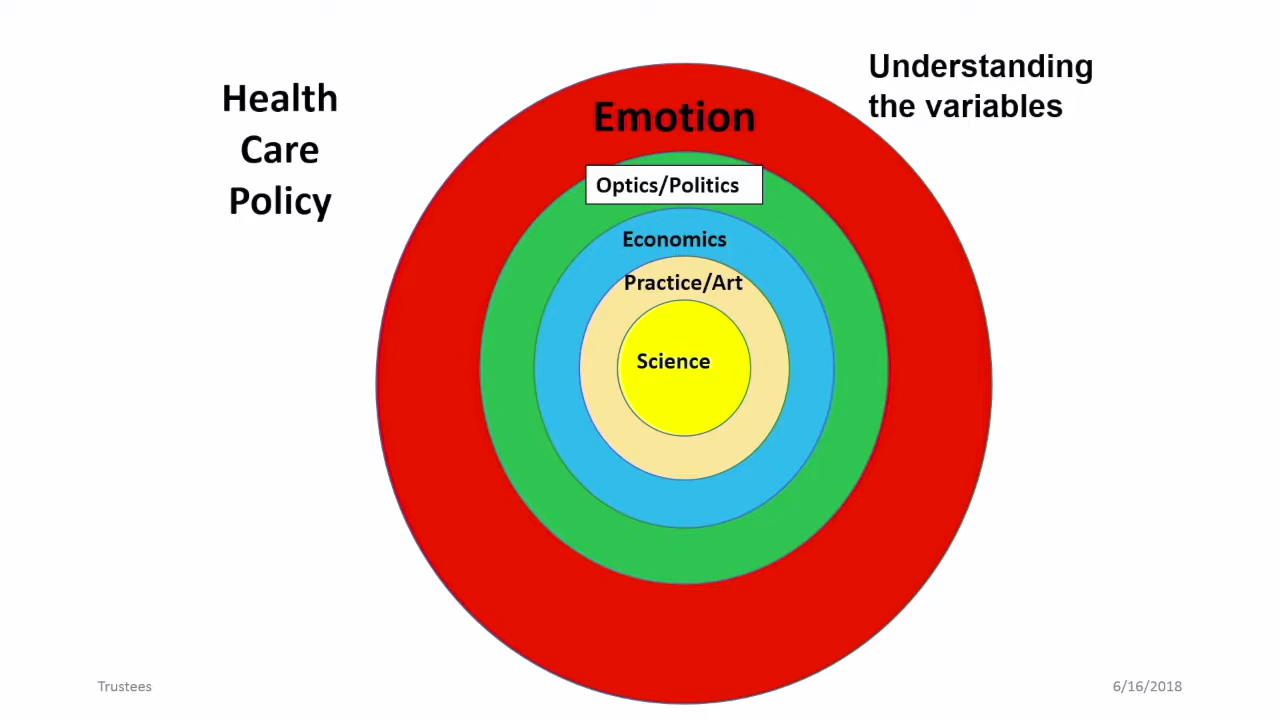 Health
Care
Policy
Understanding
the variables
Emotion
Optics/Politics
Economics
Practice/Art
Science
Trustees
6/16/2018